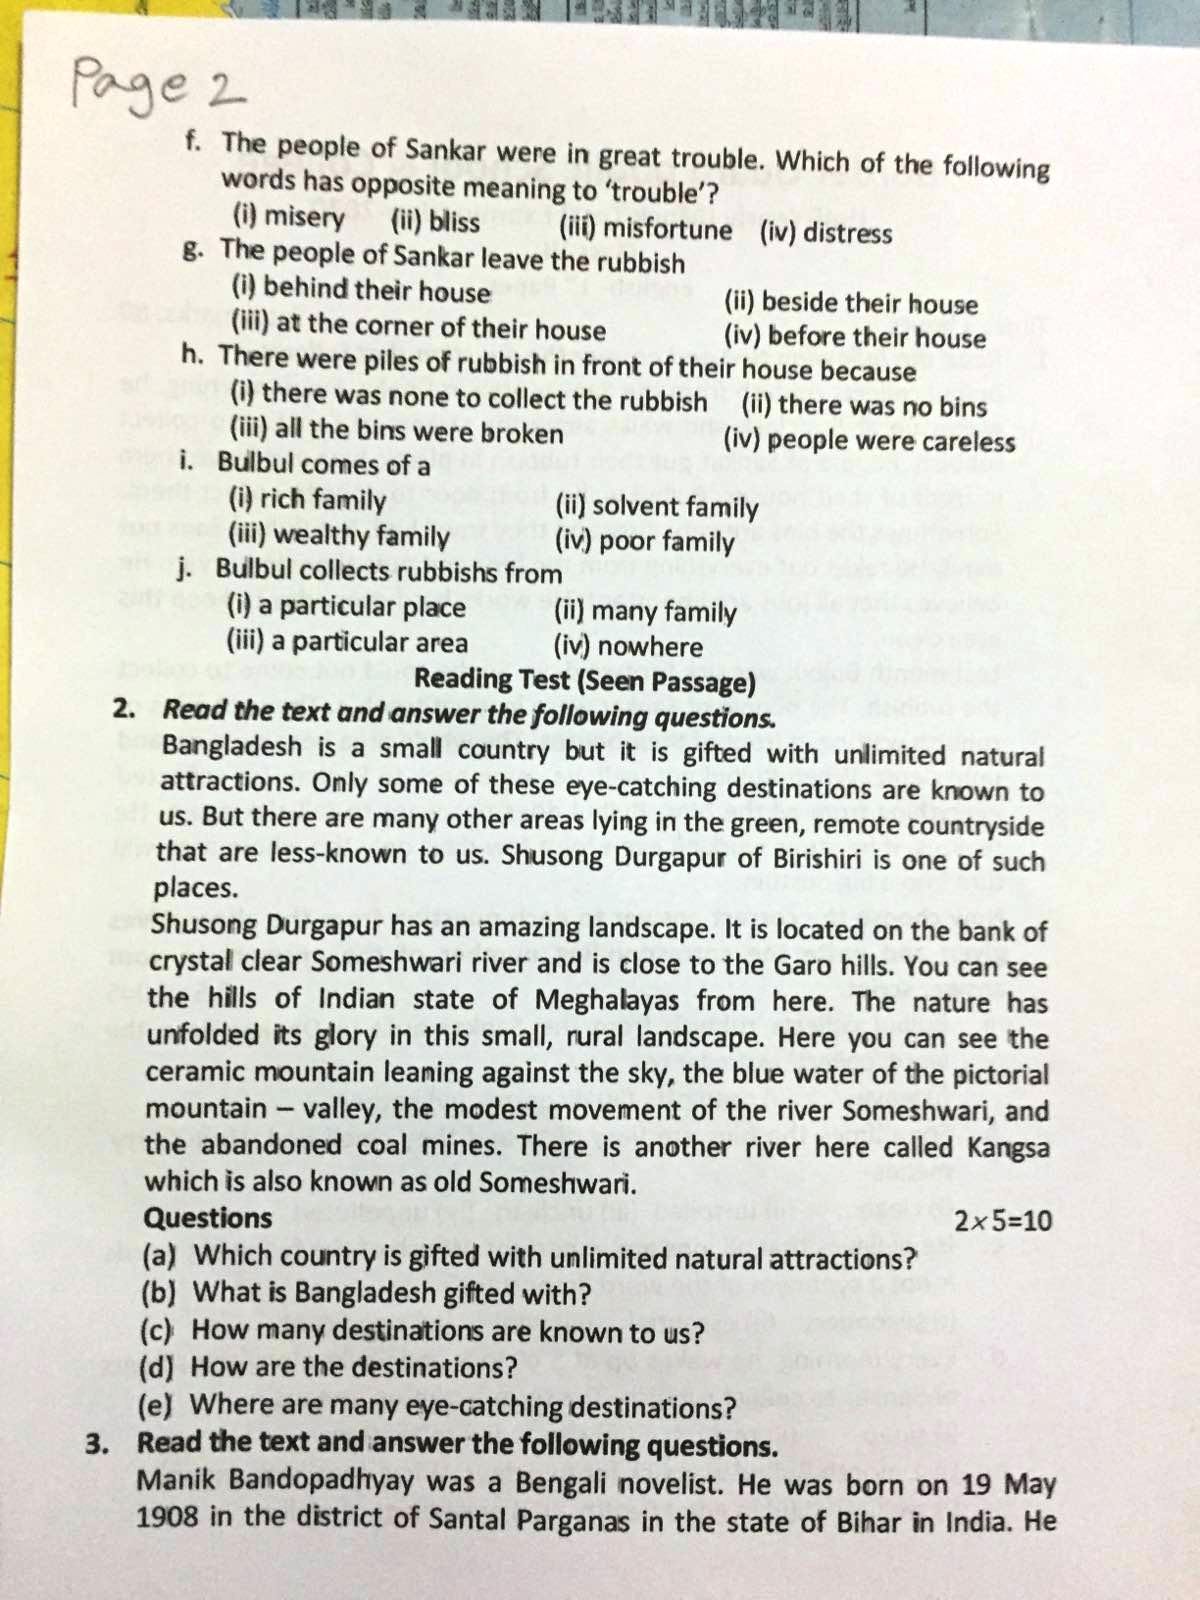 Page 2
f. The people of Sankar were in great trouble. Which of the following
words has opposite meaning to ‘trouble’?
(i) misery (ii) bliss (iii) misfortune (iv) distress
g. The people of Sankar leave the rubbish
(i) behind their house (ii) beside their house
(iii) at the corner of their house (iv) before their house
h. There were piles of rubbish in front of their house because
(i) there was none to collect the rubbish (ii) there was no bins
(iii) all the bins were broken (iv) people were careless
i. Bulbul comes of a
(i) rich family (ii) solvent family
(iii) wealthy family (iv) poor family
j. Bulbul collects rubbishs from
(i) a particular place (ii) many family
(iii) a particular area (iv) nowhere
Reading Test (Seen Passage)
2. Read the text and answer the following questions.
Bangladesh is a small country but it is gifted with unlimited natural
attractions. Only some of these eye-catching destinations are known to
us. But there are many other areas lying in the green, remote countryside
that are less-known to us. Shusong Durgapur of Birishiri is one of such
places.
Shusong Durgapur has an amazing landscape. It is located on the bank of
crystal clear Someshwari river and is close to the Garo hills. You can see
the hills of Indian state of Meghalayas from here. The nature has
unfolded its glory in this small, rural landscape. Here you can see the
ceramic mountain leaning against the sky, the blue water of the pictorial
mountain – valley, the modest movement of the river Someshwari, and
the abandoned coal mines. There is another river here called Kangsa
which is also known as old Someshwari.
Questions 2×5=10
(a) Which country is gifted with unlimited natural attractions?
(b) What is Bangladesh gifted with?
(c) How many destinations are known to us?
(d) How are the destinations?
(e) Where are many eye-catching destinations?
3. Read the text and answer the following questions.
Manik Bandopadhyay was a Bengali novelist. He was born on 19 May
1908 in the district of Santal Parganas in the state of Bihar in India. He